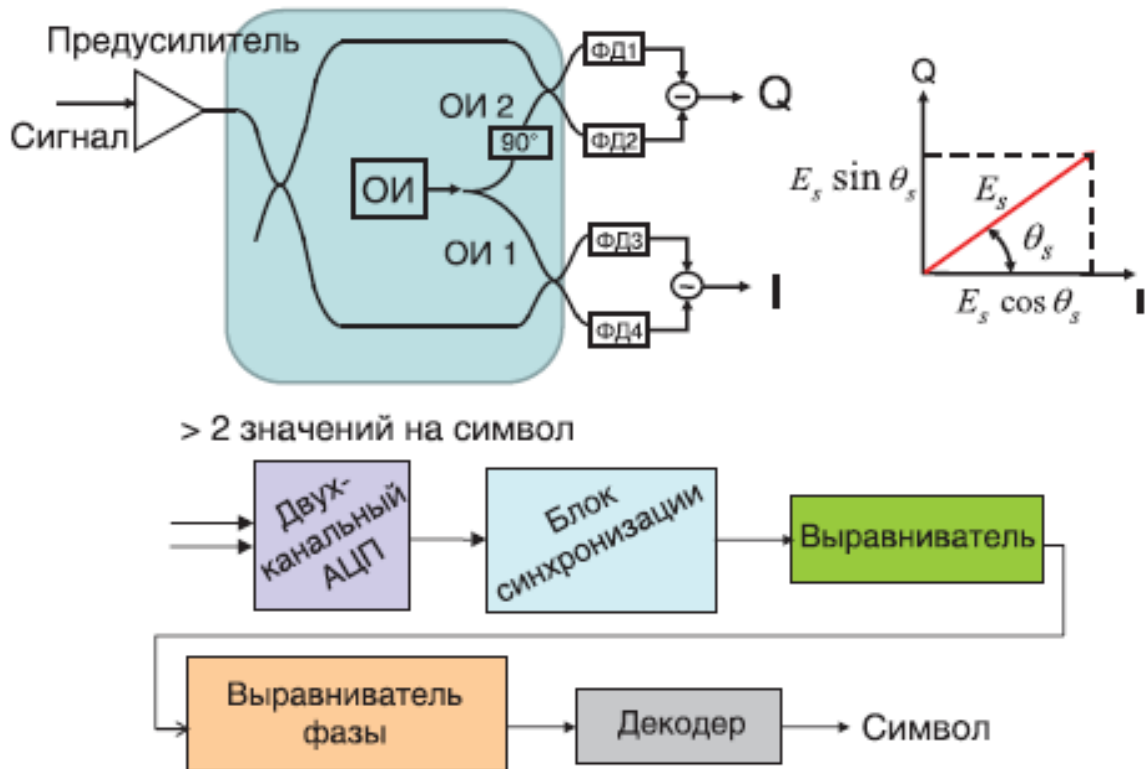 Предусилитель
Сигнал
ОИ 2
90°
ОИ
ОИ 1
ФД1
ФД2
−
Q
ФД3
ФД4
−
I
Q
E_s sin θ_s
E_s
θ_s
E_s cos θ_s
I
> 2 значений на символ
Двух-
канальный
АЦП
Блок
синхронизации
Выравниватель
Выравниватель
фазы
Декодер
Символ